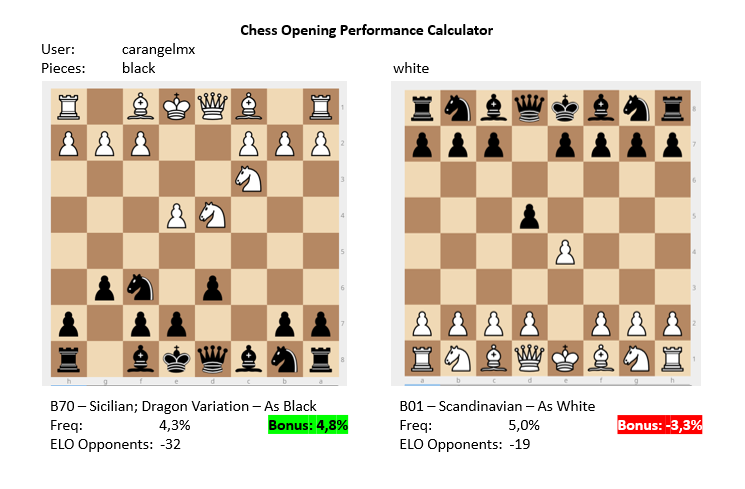 Chess Opening Performance Calculator
User: carangelmx
Pieces: black white
1
2
3
4
5
6
7
8
h g f e d c b a
8
7
6
5
4
3
2
1
a b c d e f g h
B70 – Sicilian; Dragon Variation – As Black
Freq: 4,3% Bonus: 4,8%
ELO Opponents: -32
B01 – Scandinavian – As White
Freq: 5,0% Bonus: -3,3%
ELO Opponents: -19